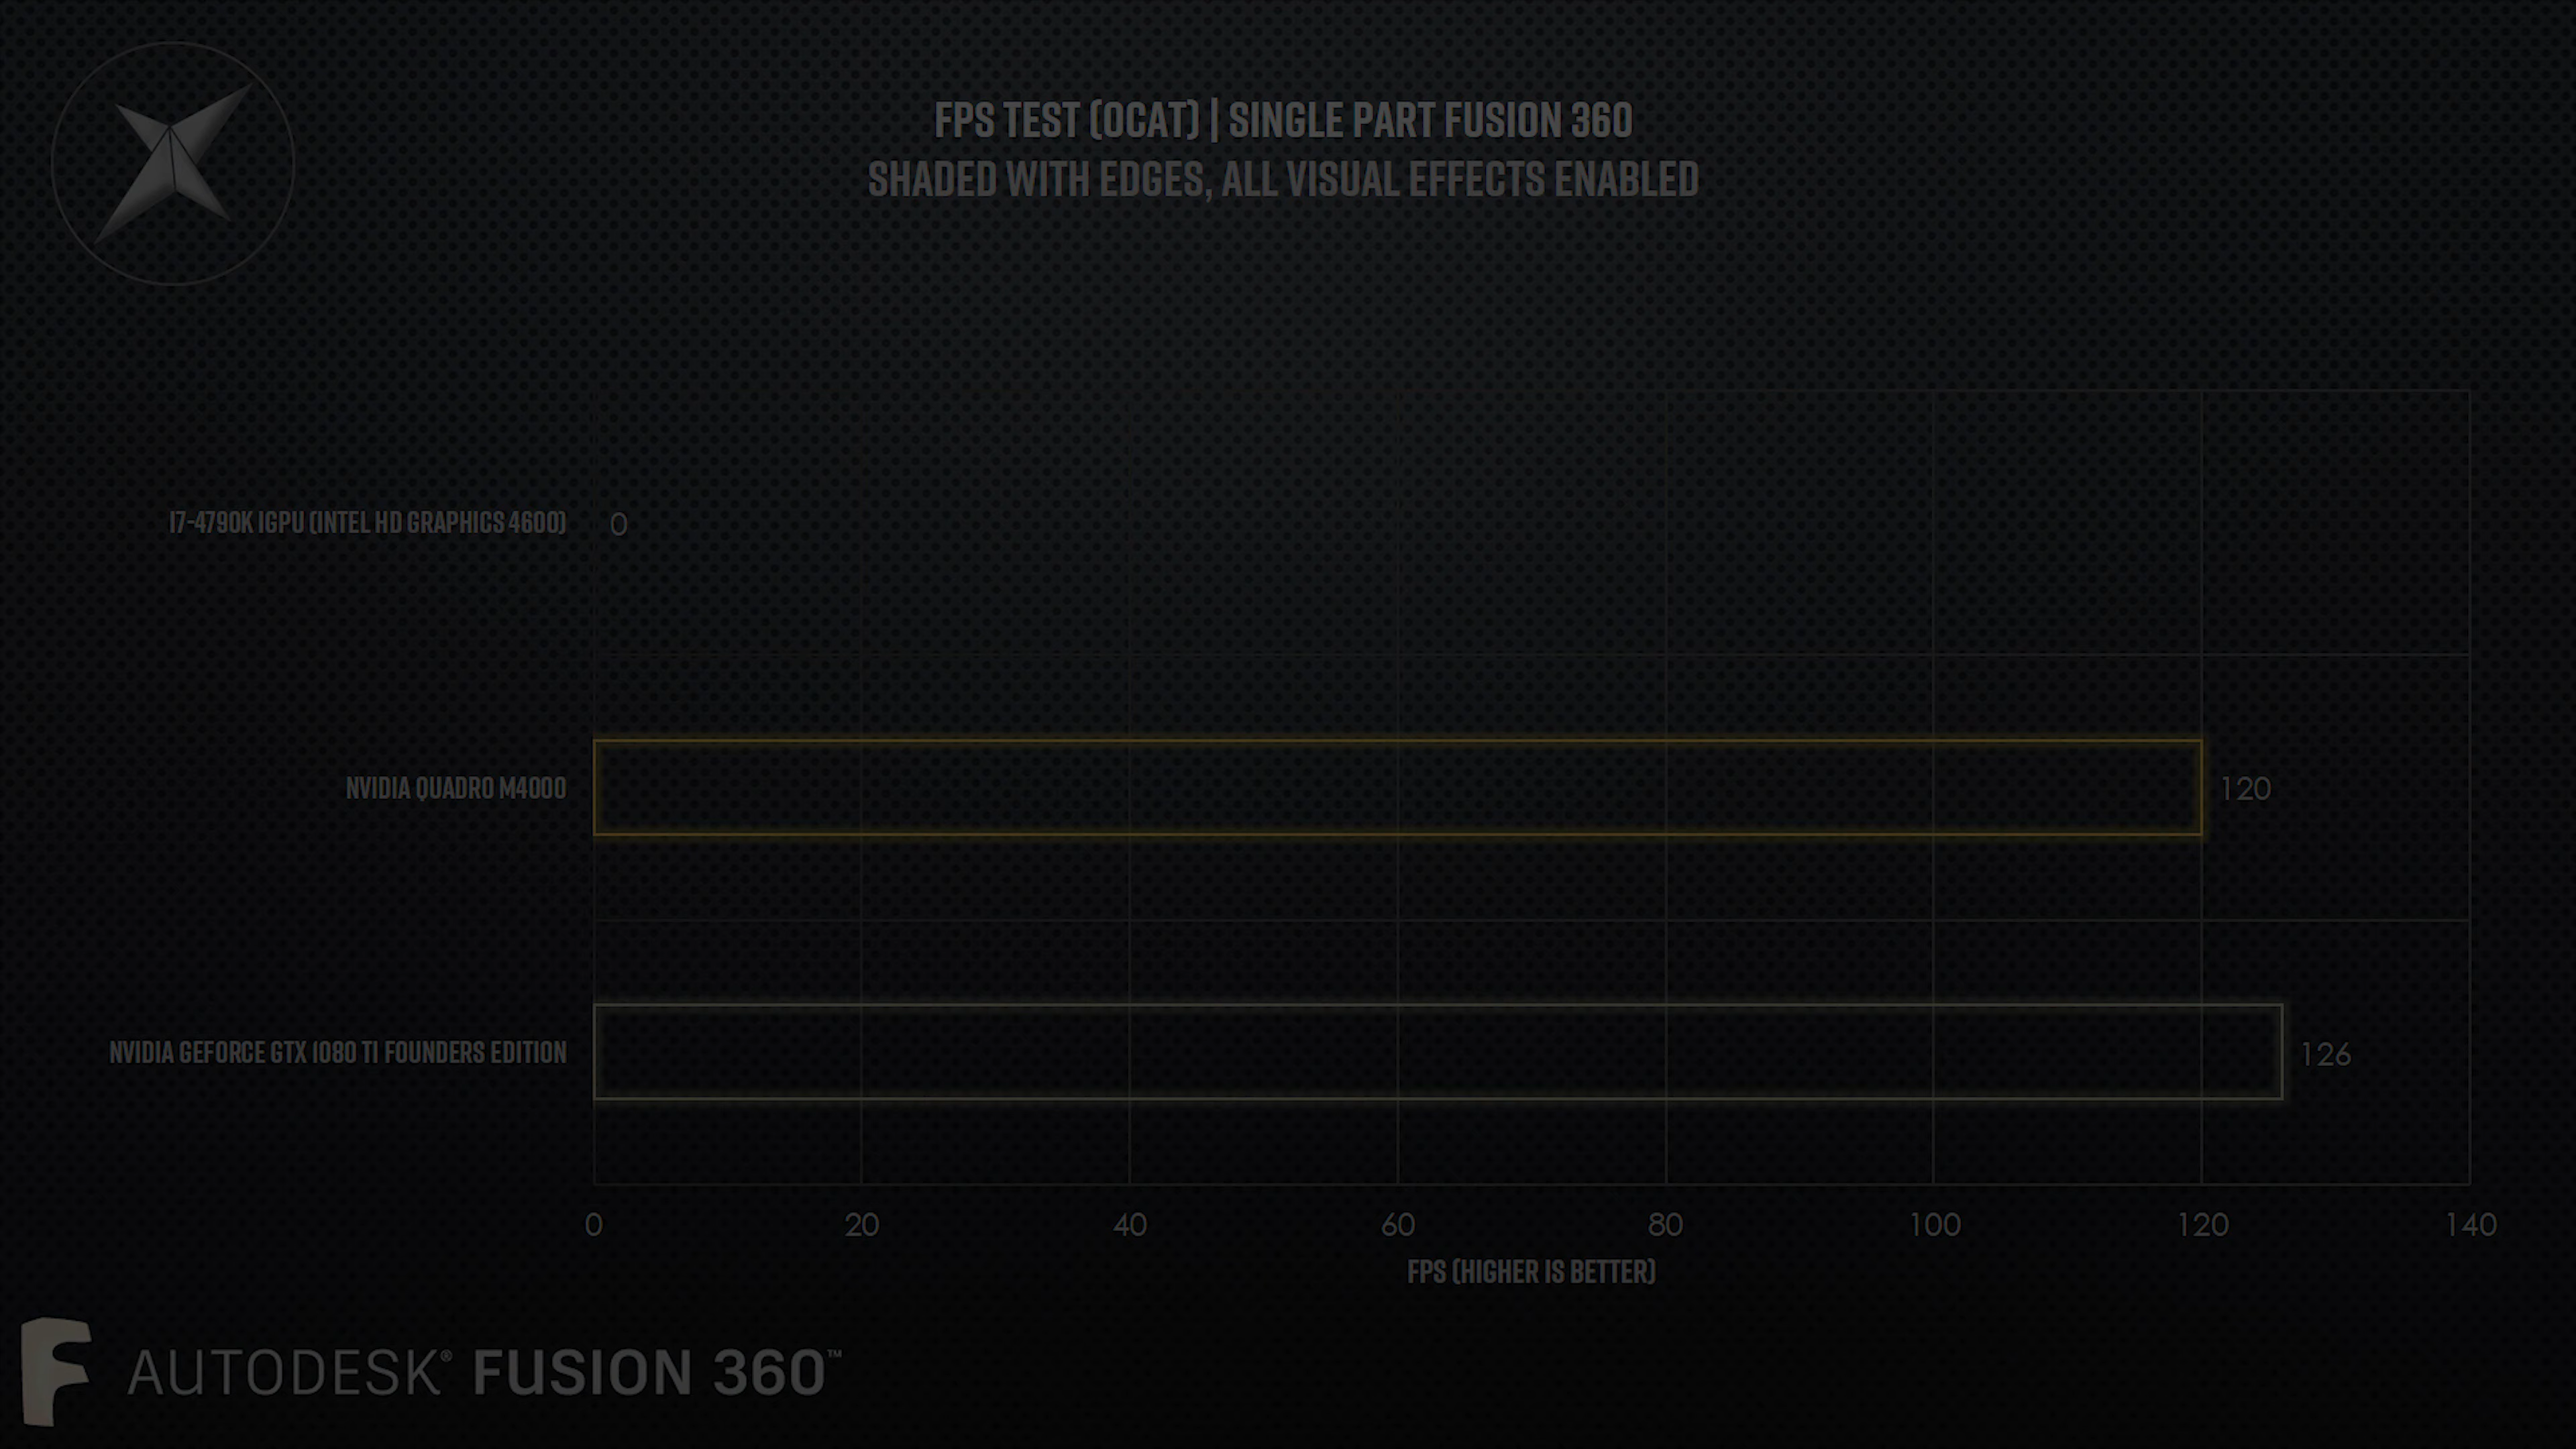 FPS TEST (OCAT) | SINGLE PART FUSION 360
SHADED WITH EDGES, ALL VISUAL EFFECTS ENABLED
I7-4790K IGPU (INTEL HD GRAPHICS 4600)
0
NVIDIA QUADRO M4000
120
NVIDIA GEFORCE GTX 1080 TI FOUNDERS EDITION
126
0 20 40 60 80 100 120 140
FPS (HIGHER IS BETTER)
F AUTODESK® FUSION 360™